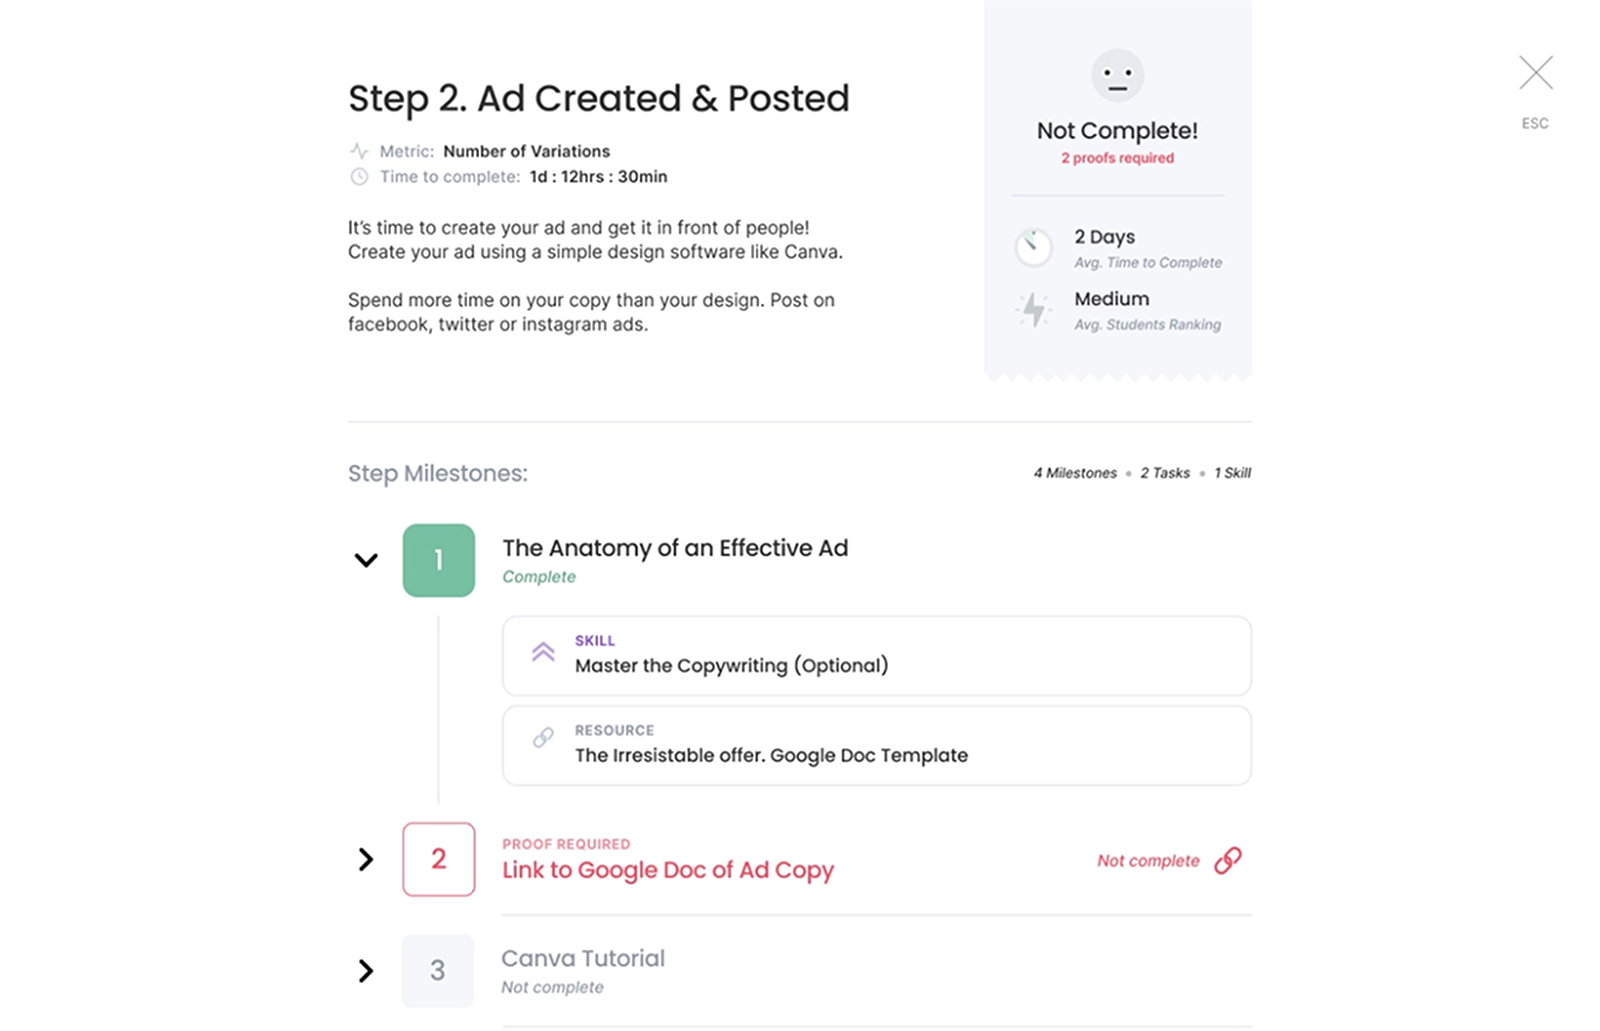 Step 2. Ad Created & Posted
Metric: Number of Variations
Time to complete: 1d : 12hrs : 30min
It's time to create your ad and get it in front of people!
Create your ad using a simple design software like Canva.
Spend more time on your copy than your design. Post on
facebook, twitter or instagram ads.
Not Complete!
2 proofs required
2 Days
Avg. Time to Complete
Medium
Avg. Students Ranking
ESC
Step Milestones:
4 Milestones • 2 Tasks • 1 Skill
1
The Anatomy of an Effective Ad
Complete
SKILL
Master the Copywriting (Optional)
RESOURCE
The Irresistable offer. Google Doc Template
2
PROOF REQUIRED
Link to Google Doc of Ad Copy
Not complete
3
Canva Tutorial
Not complete